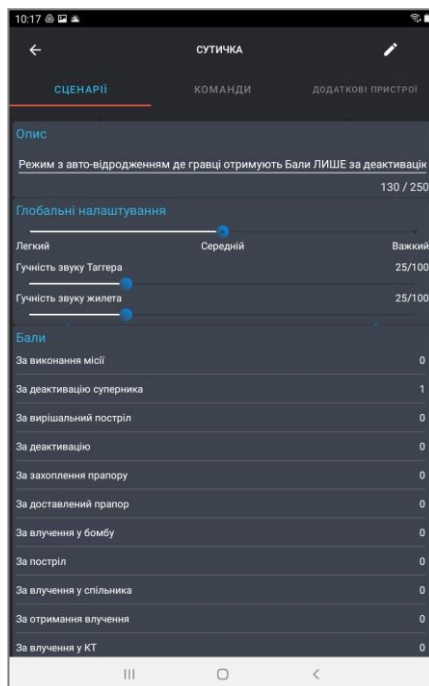 10:17
СУТИЧКА
СЦЕНАРІЇ КОМАНДИ ДОДАТКОВІ ПРИСТРОЇ
Опис
Режим з авто-відродженням де гравці отримують Бали ЛИШЕ за деактивацік
130 / 250
Глобальні налаштування
Легкий Середній Важкий
Гучність звуку Таггера 25/100
Гучність звуку жилета 25/100
Бали
За виконання місії 0
За деактивацію суперника 1
За вирішальний постріл 0
За деактивацію 0
За захоплення прапору 0
За доставлений прапор 0
За влучення у бомбу 0
За постріл 0
За влучення у спільника 0
За отримання влучення 0
За влучення у КТ 0